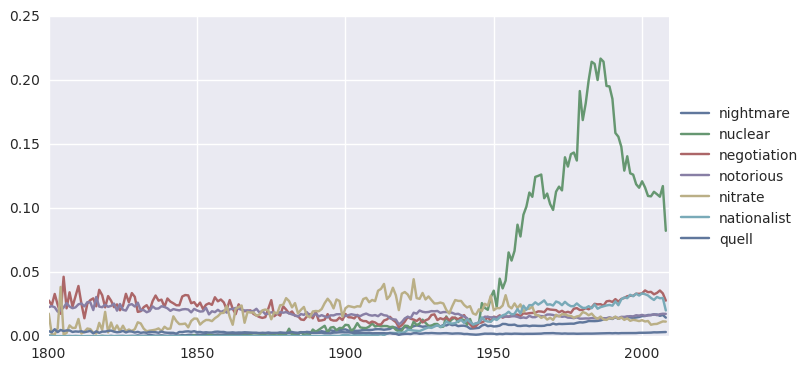 0.25
0.20
0.15
0.10
0.05
0.00
1800 1850 1900 1950 2000
nightmare
nuclear
negotiation
notorious
nitrate
nationalist
quell